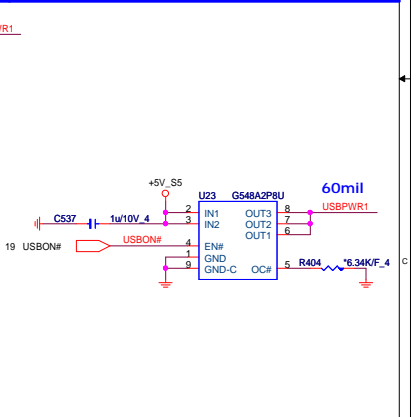 +5V_S5
U23 G548A2P8U
60mil
C537 1u/10V_4
2 IN1 OUT3 8 USBPWR1
3 IN2 OUT2 7
OUT1 6
19 USBON# USBON# 4 EN#
1 GND
9 GND-C OC# 5 R404 *6.34K/F_4
C